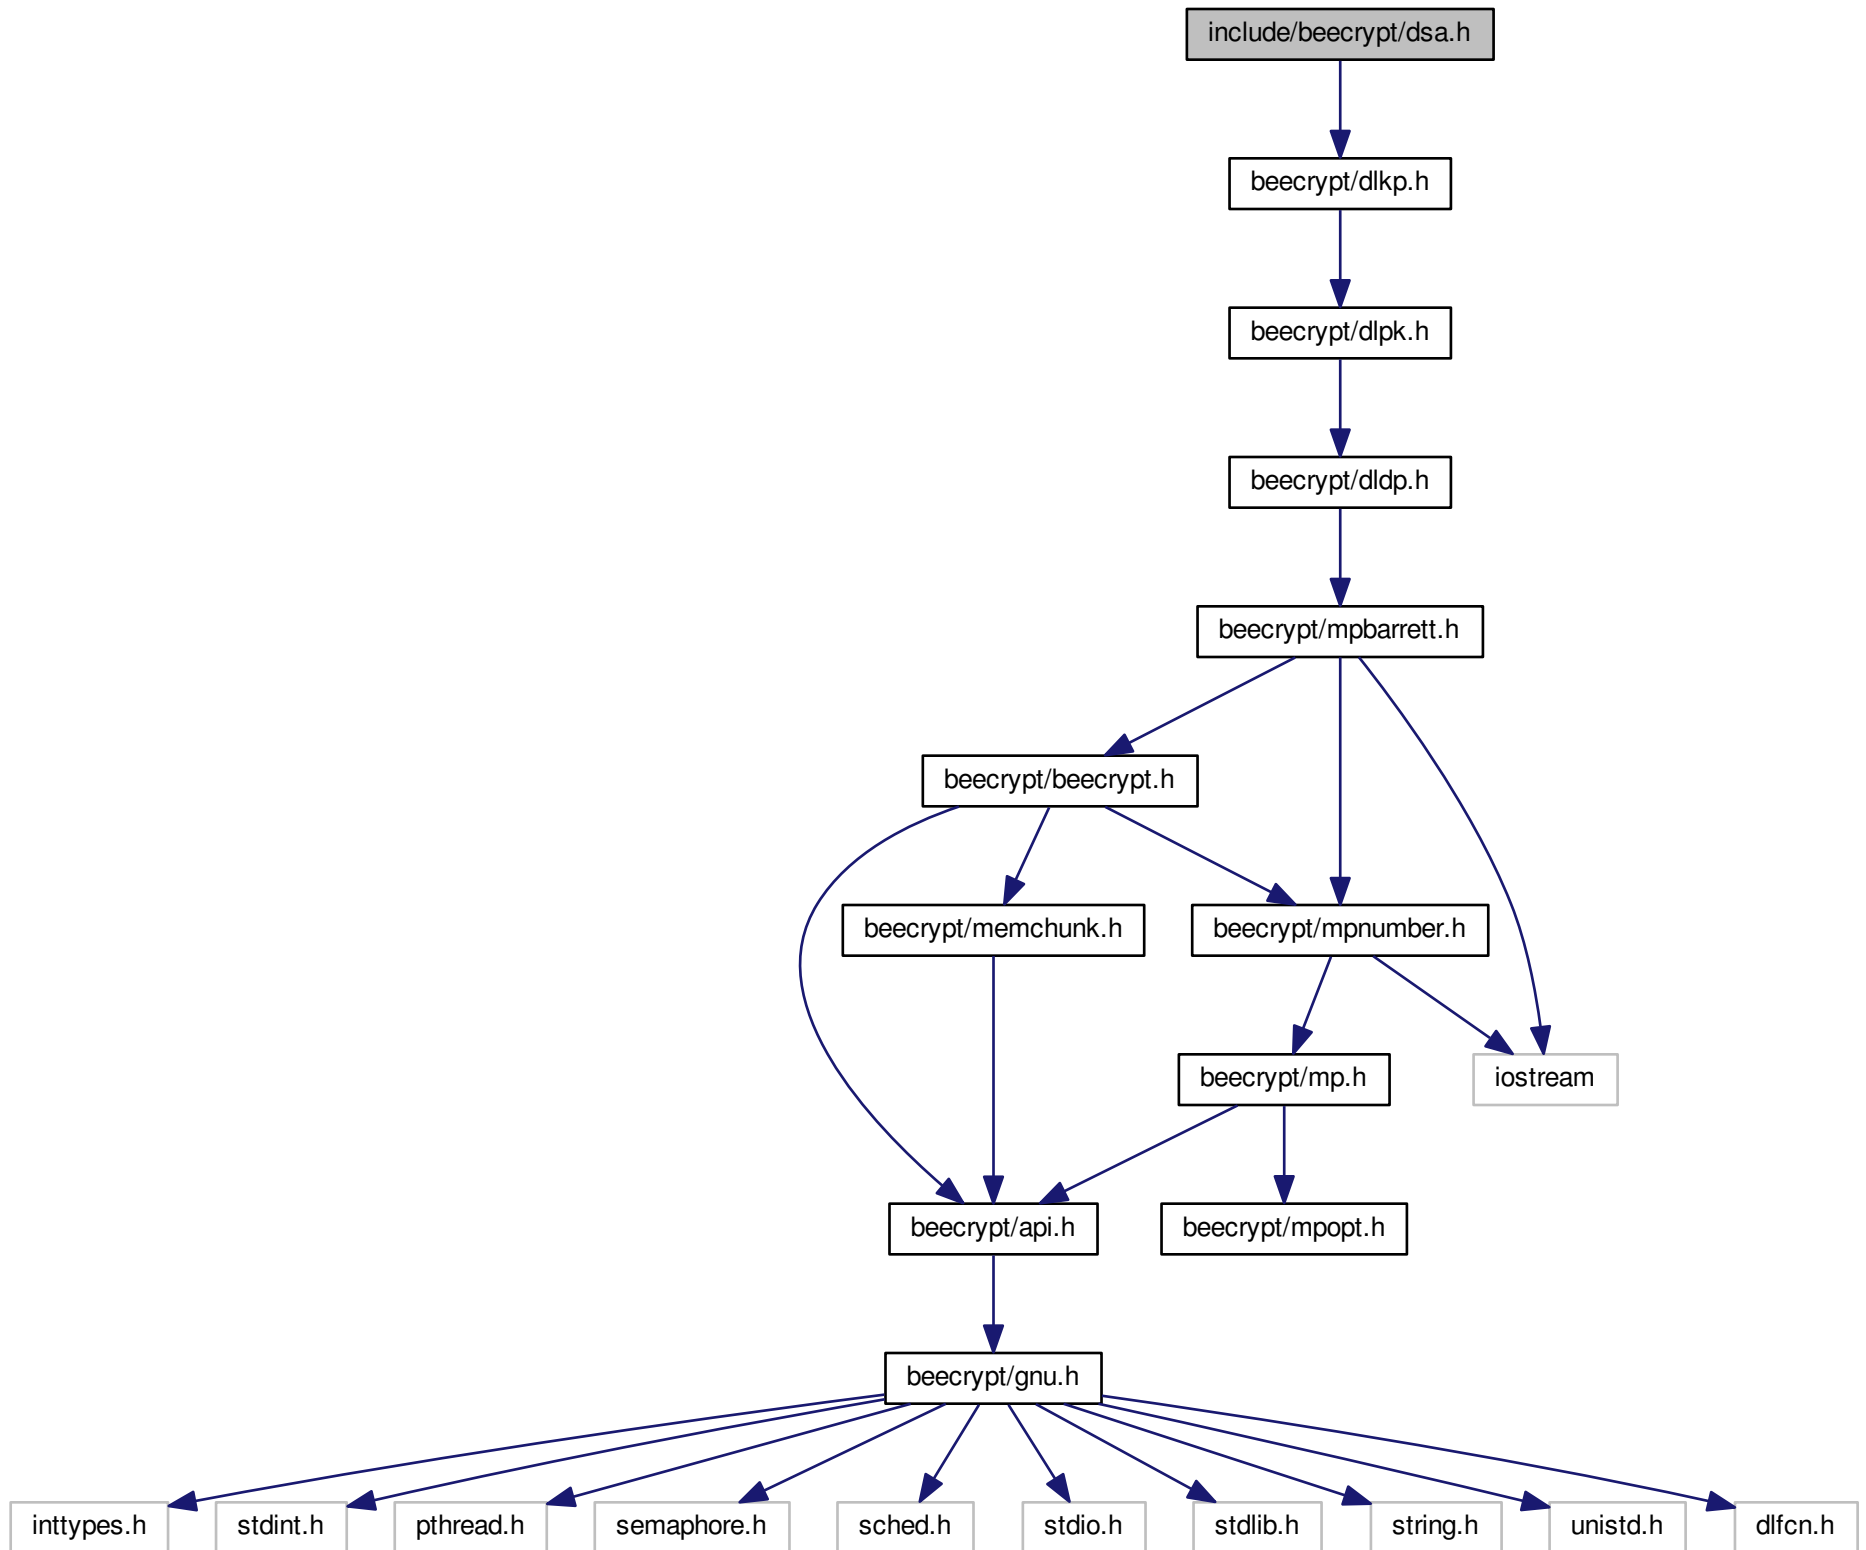 include/beecrypt/dsa.h
beecrypt/dlkp.h
beecrypt/dlpk.h
beecrypt/dldp.h
beecrypt/mpbarrett.h
beecrypt/beecrypt.h
beecrypt/memchunk.h
beecrypt/mpnumber.h
beecrypt/mp.h
iostream
beecrypt/api.h
beecrypt/mpopt.h
beecrypt/gnu.h
inttypes.h
stdint.h
pthread.h
semaphore.h
sched.h
stdio.h
stdlib.h
string.h
unistd.h
dlfcn.h